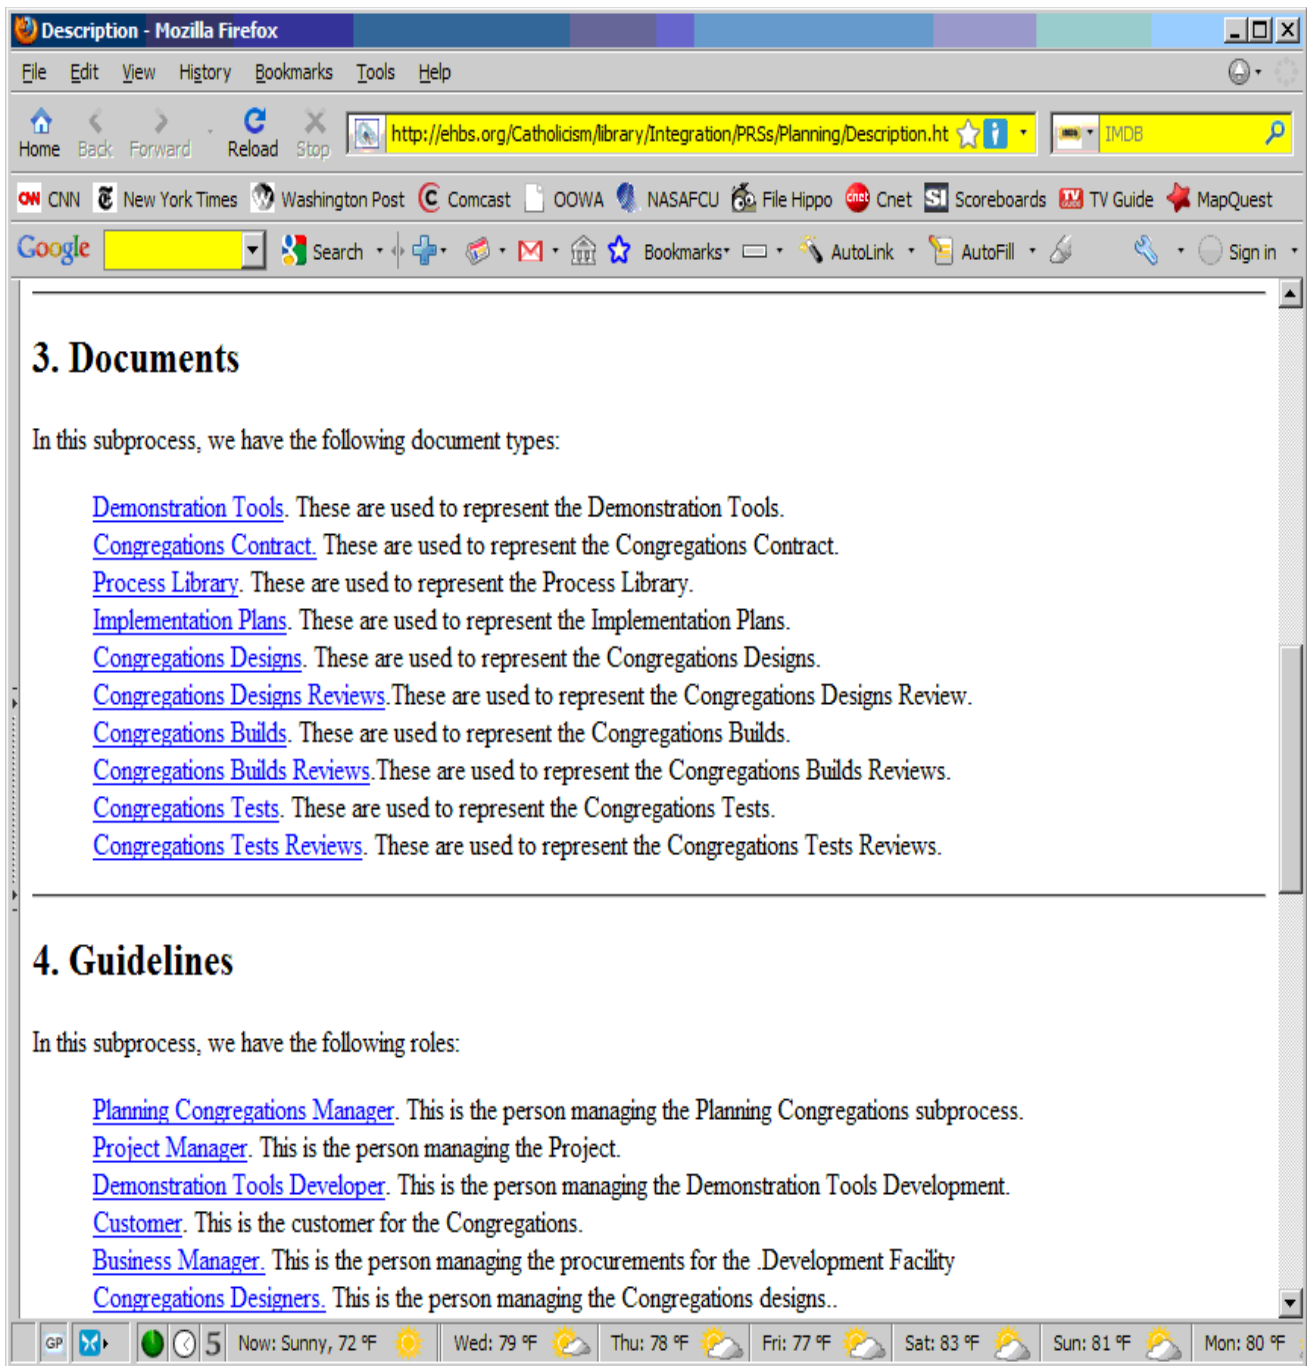 Description - Mozilla Firefox
File Edit View History Bookmarks Tools Help
Home Back Forward Reload Stop http://ehbs.org/Catholicism/library/Integration/PRSs/Planning/Description.ht IMDB
CNN New York Times Washington Post Comcast OOWA NASAFCU File Hippo Cnet Scoreboards TV Guide MapQuest
Google Search Bookmarks AutoLink AutoFill Sign in
3. Documents
In this subprocess, we have the following document types:
Demonstration Tools. These are used to represent the Demonstration Tools.
Congregations Contract. These are used to represent the Congregations Contract.
Process Library. These are used to represent the Process Library.
Implementation Plans. These are used to represent the Implementation Plans.
Congregations Designs. These are used to represent the Congregations Designs.
Congregations Designs Reviews.These are used to represent the Congregations Designs Review.
Congregations Builds. These are used to represent the Congregations Builds.
Congregations Builds Reviews.These are used to represent the Congregations Builds Reviews.
Congregations Tests. These are used to represent the Congregations Tests.
Congregations Tests Reviews. These are used to represent the Congregations Tests Reviews.
4. Guidelines
In this subprocess, we have the following roles:
Planning Congregations Manager. This is the person managing the Planning Congregations subprocess.
Project Manager. This is the person managing the Project.
Demonstration Tools Developer. This is the person managing the Demonstration Tools Development.
Customer. This is the customer for the Congregations.
Business Manager. This is the person managing the procurements for the .Development Facility
Congregations Designers. This is the person managing the Congregations designs..
GP 5 Now: Sunny, 72 °F Wed: 79 °F Thu: 78 °F Fri: 77 °F Sat: 83 °F Sun: 81 °F Mon: 80 °F